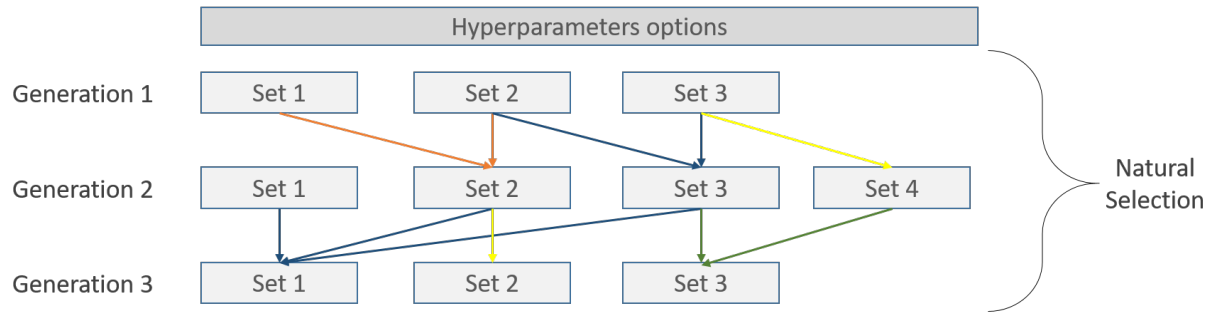 Hyperparameters options
Generation 1
Set 1
Set 2
Set 3
Generation 2
Set 1
Set 2
Set 3
Set 4
Generation 3
Set 1
Set 2
Set 3
Natural
Selection